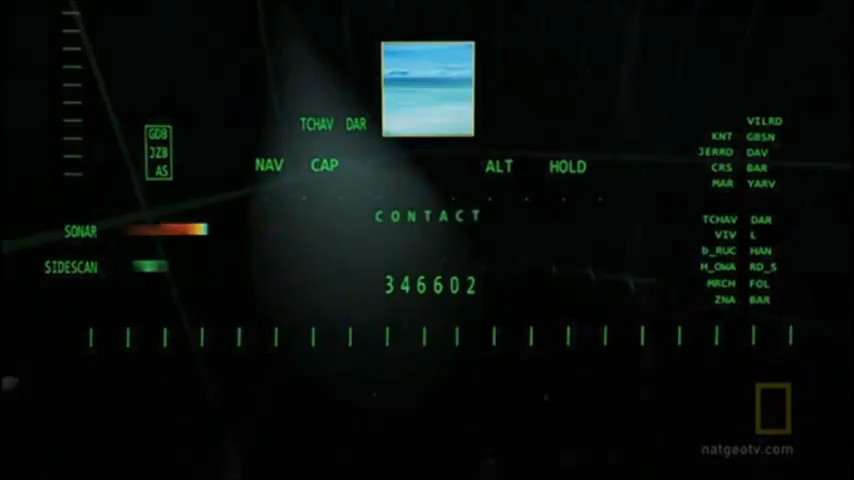 VILRD
KNT GBSN
TCHAV DAR
GDB
JERRD DAV
JZB
NAV CAP ALT HOLD
CRS BAR
AS
MAR YARV
CONTACT
TCHAV DAR
SONAR
VIV L
b_RUC HAN
SIDESCAN
H_OWA RD_S
346602
MRCH FOL
ZNA BAR
natgeotv.com